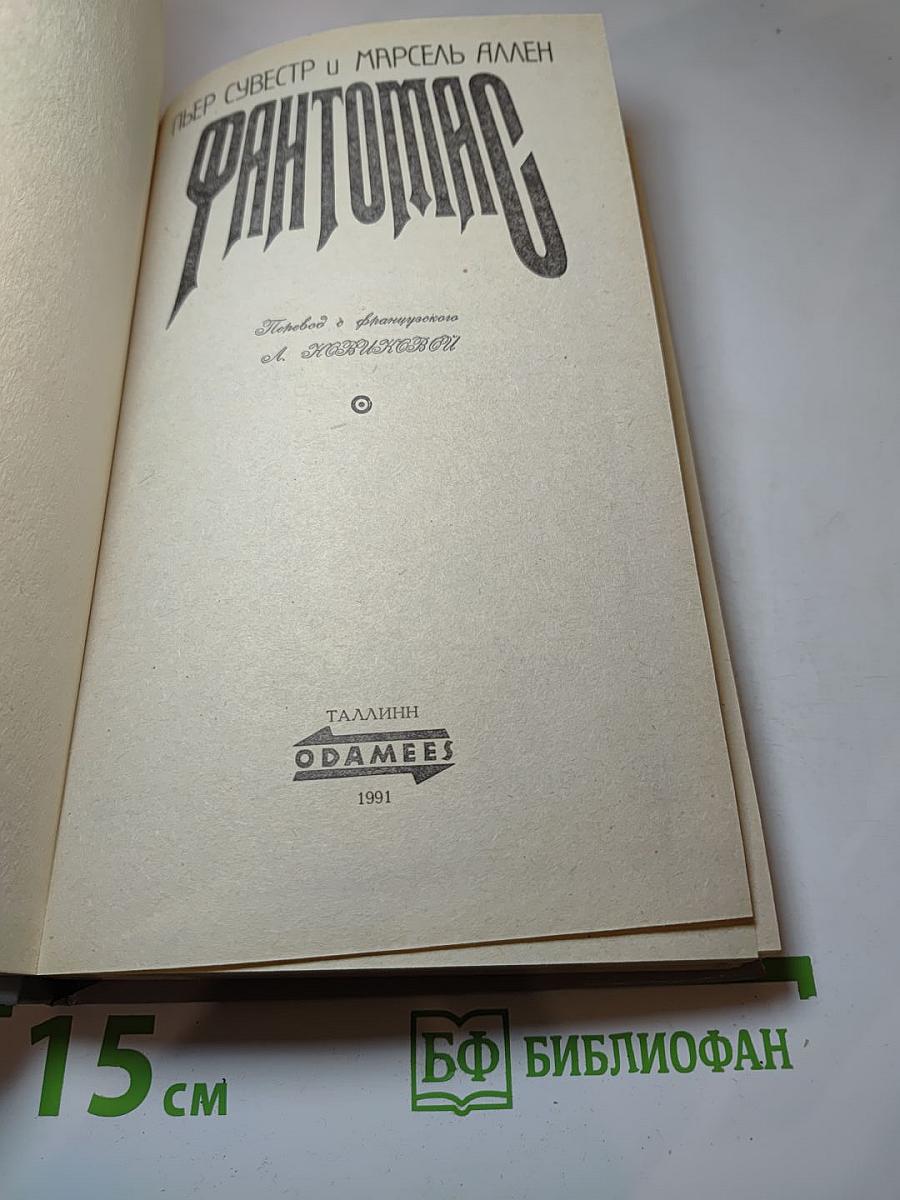 ПЬЕР СУВЕСТР и МАРСЕЛЬ АЛЛЕН
ФАНТОМАС
Перевод с французского
Л. НОВИКОВОЙ
ТАЛЛИНН
ODAMEES
1991
15 см
БФ БИБЛИОФАН